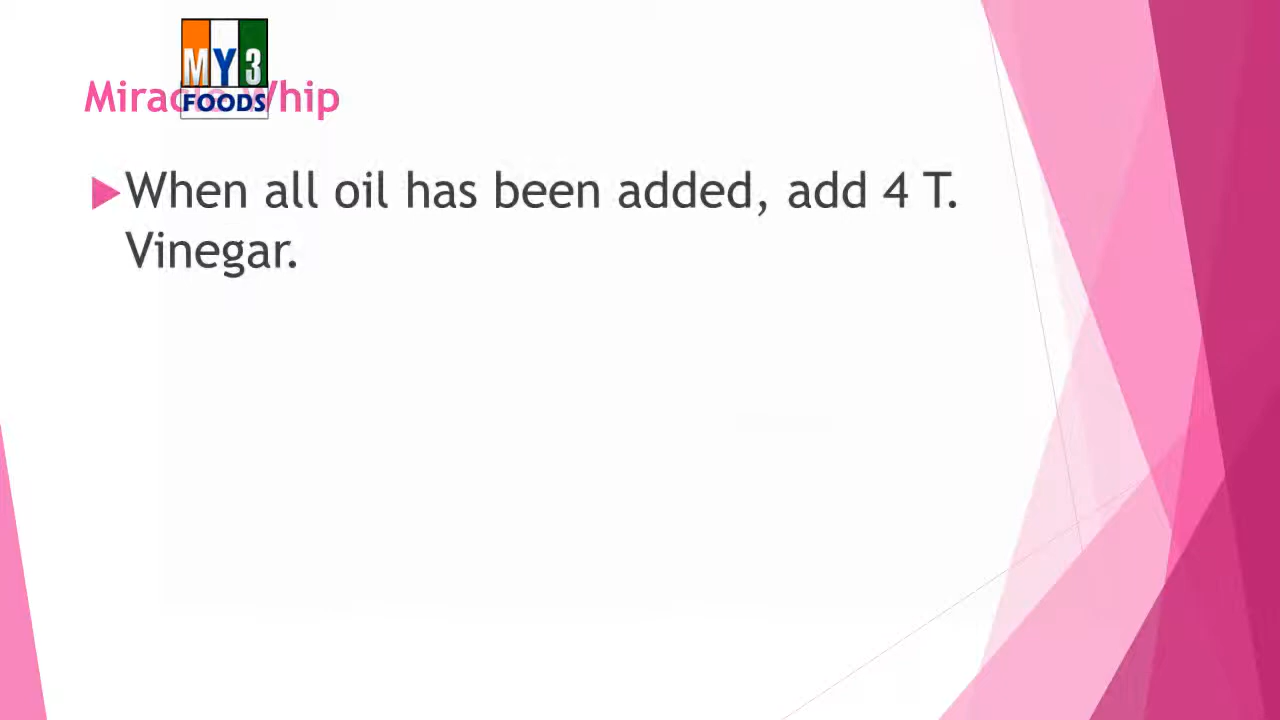 MY3
FOODS
Miracle Whip
When all oil has been added, add 4 T.
Vinegar.